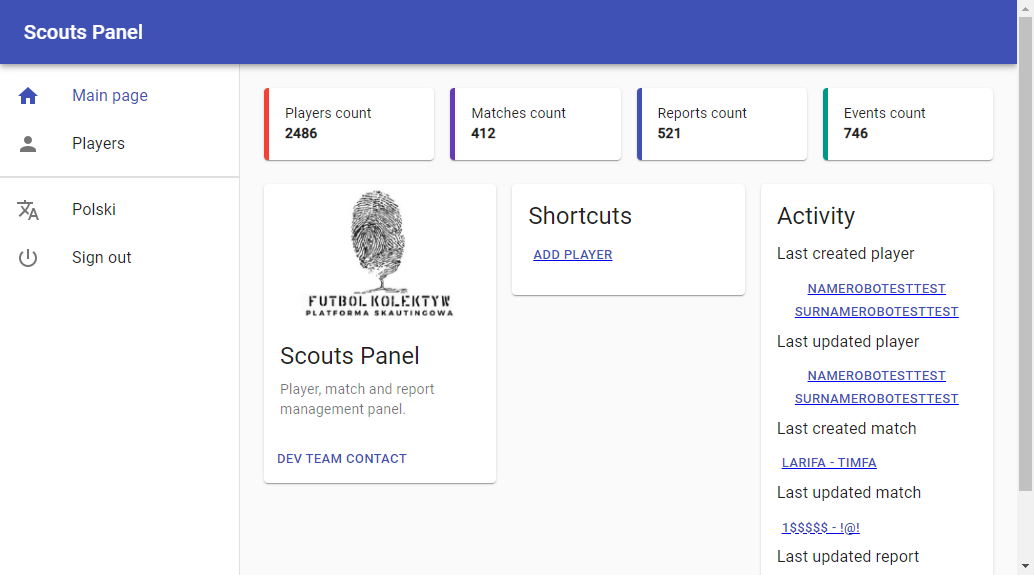 Scouts Panel
Main page
Players
Polski
Sign out
Players count
2486
Matches count
412
Reports count
521
Events count
746
FUTBOL KOLEKTYW
PLATFORMA SKAUTINGOWA
Scouts Panel
Player, match and report
management panel.
DEV TEAM CONTACT
Shortcuts
ADD PLAYER
Activity
Last created player
NAMEROBOTESTTEST
SURNAMEROBOTESTTEST
Last updated player
NAMEROBOTESTTEST
SURNAMEROBOTESTTEST
Last created match
LARIFA - TIMFA
Last updated match
1$$$$$ - !@!
Last updated report